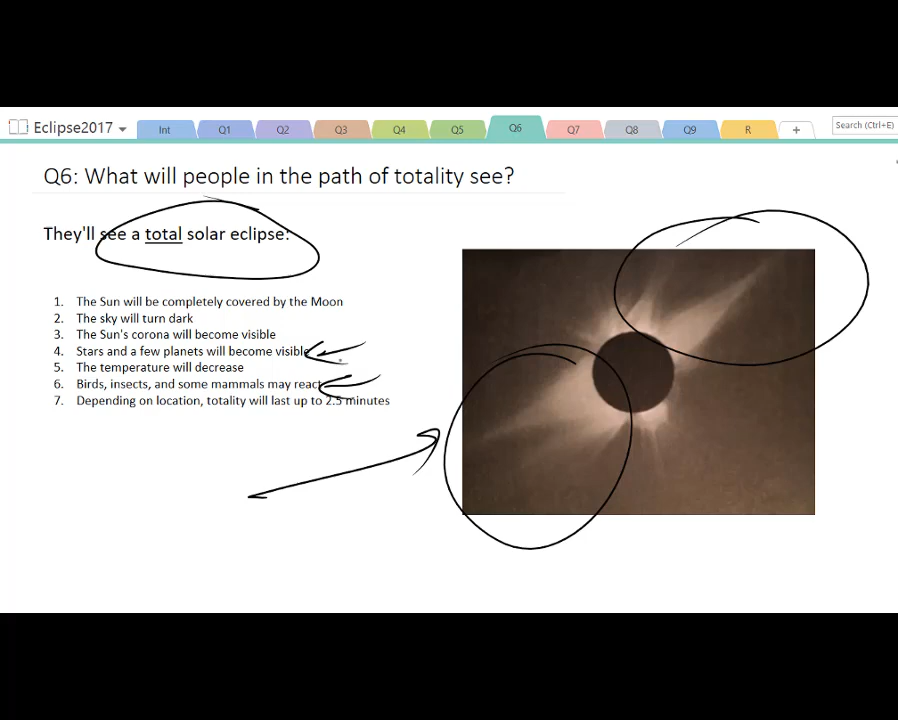 Eclipse2017 Int Q1 Q2 Q3 Q4 Q5 Q6 Q7 Q8 Q9 R + Search (Ctrl+E)
Q6: What will people in the path of totality see?
They'll see a total solar eclipse:
1. The Sun will be completely covered by the Moon
2. The sky will turn dark
3. The Sun's corona will become visible
4. Stars and a few planets will become visible
5. The temperature will decrease
6. Birds, insects, and some mammals may react
7. Depending on location, totality will last up to 2.5 minutes